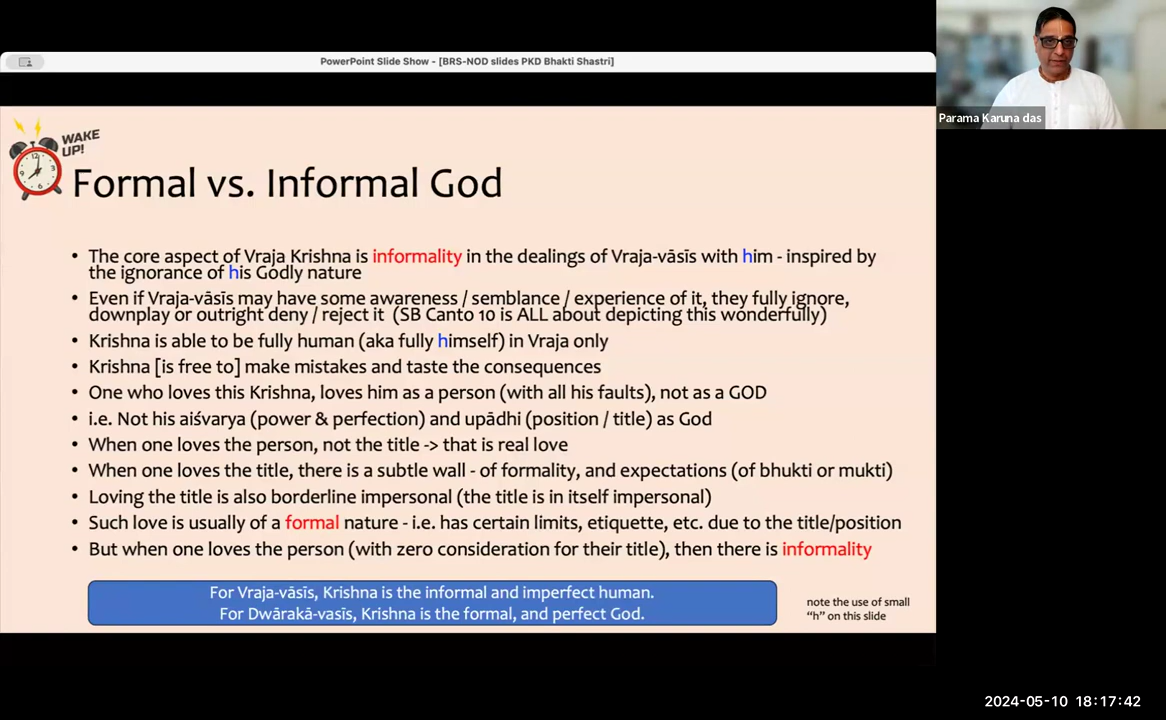 PowerPoint Slide Show - [BRS-NOD slides PKD Bhakti Shastri]
Parama Karuna das
WAKE
UP!
Formal vs. Informal God
• The core aspect of Vraja Krishna is informality in the dealings of Vraja-vāsīs with him - inspired by
the ignorance of his Godly nature
• Even if Vraja-vāsīs may have some awareness / semblance / experience of it, they fully ignore,
downplay or outright deny / reject it (SB Canto 10 is ALL about depicting this wonderfully)
• Krishna is able to be fully human (aka fully himself) in Vraja only
• Krishna [is free to] make mistakes and taste the consequences
• One who loves this Krishna, loves him as a person (with all his faults), not as a GOD
• i.e. Not his aiśvarya (power & perfection) and upādhi (position / title) as God
• When one loves the person, not the title -> that is real love
• When one loves the title, there is a subtle wall - of formality, and expectations (of bhukti or mukti)
• Loving the title is also borderline impersonal (the title is in itself impersonal)
• Such love is usually of a formal nature - i.e. has certain limits, etiquette, etc. due to the title/position
• But when one loves the person (with zero consideration for their title), then there is informality
For Vraja-vāsīs, Krishna is the informal and imperfect human.
For Dwārakā-vasīs, Krishna is the formal, and perfect God.
note the use of small
"h" on this slide
2024-05-10 18:17:42